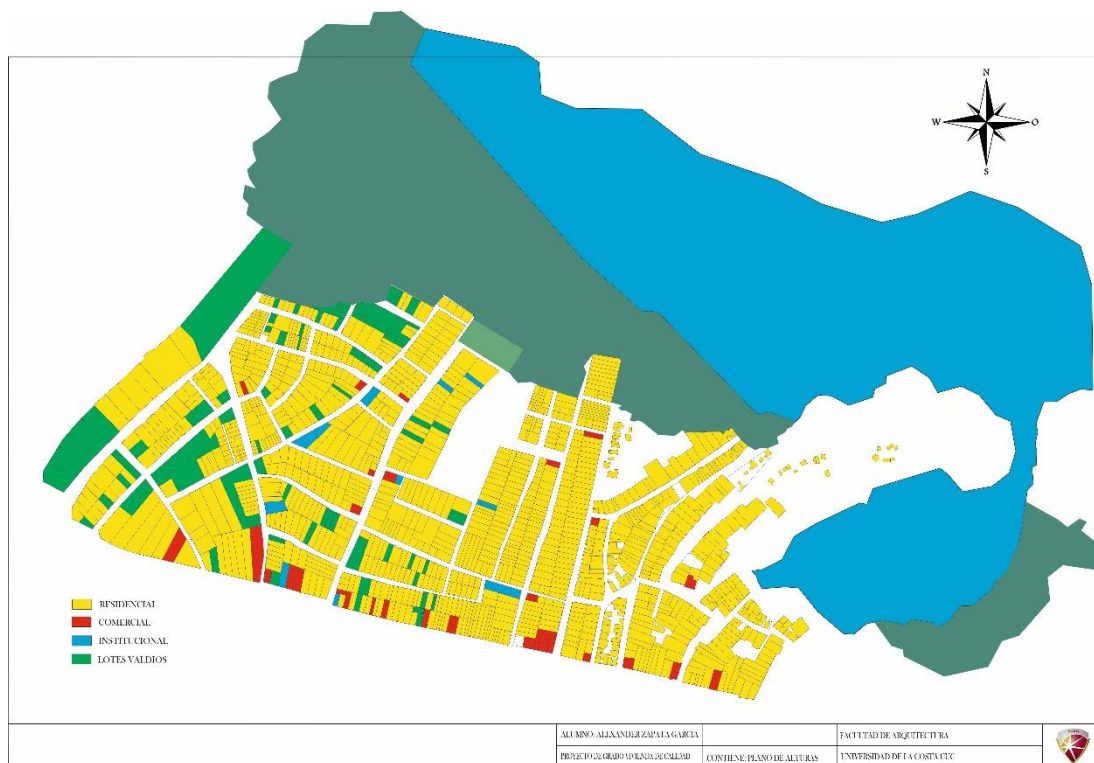 N
W O
S
RESIDENCIAL
COMERCIAL
INSTITUCIONAL
LOTES VALDIOS
ALUMNO: ALEXANDER ZAPATA GARCÍA
FACULTAD DE ARQUITECTURA
PROYECTO DE GRADO VIVIENDA DE CALIDAD
CONTIENE: PLANO DE ALTURAS
UNIVERSIDAD DE LA COSTA CUC